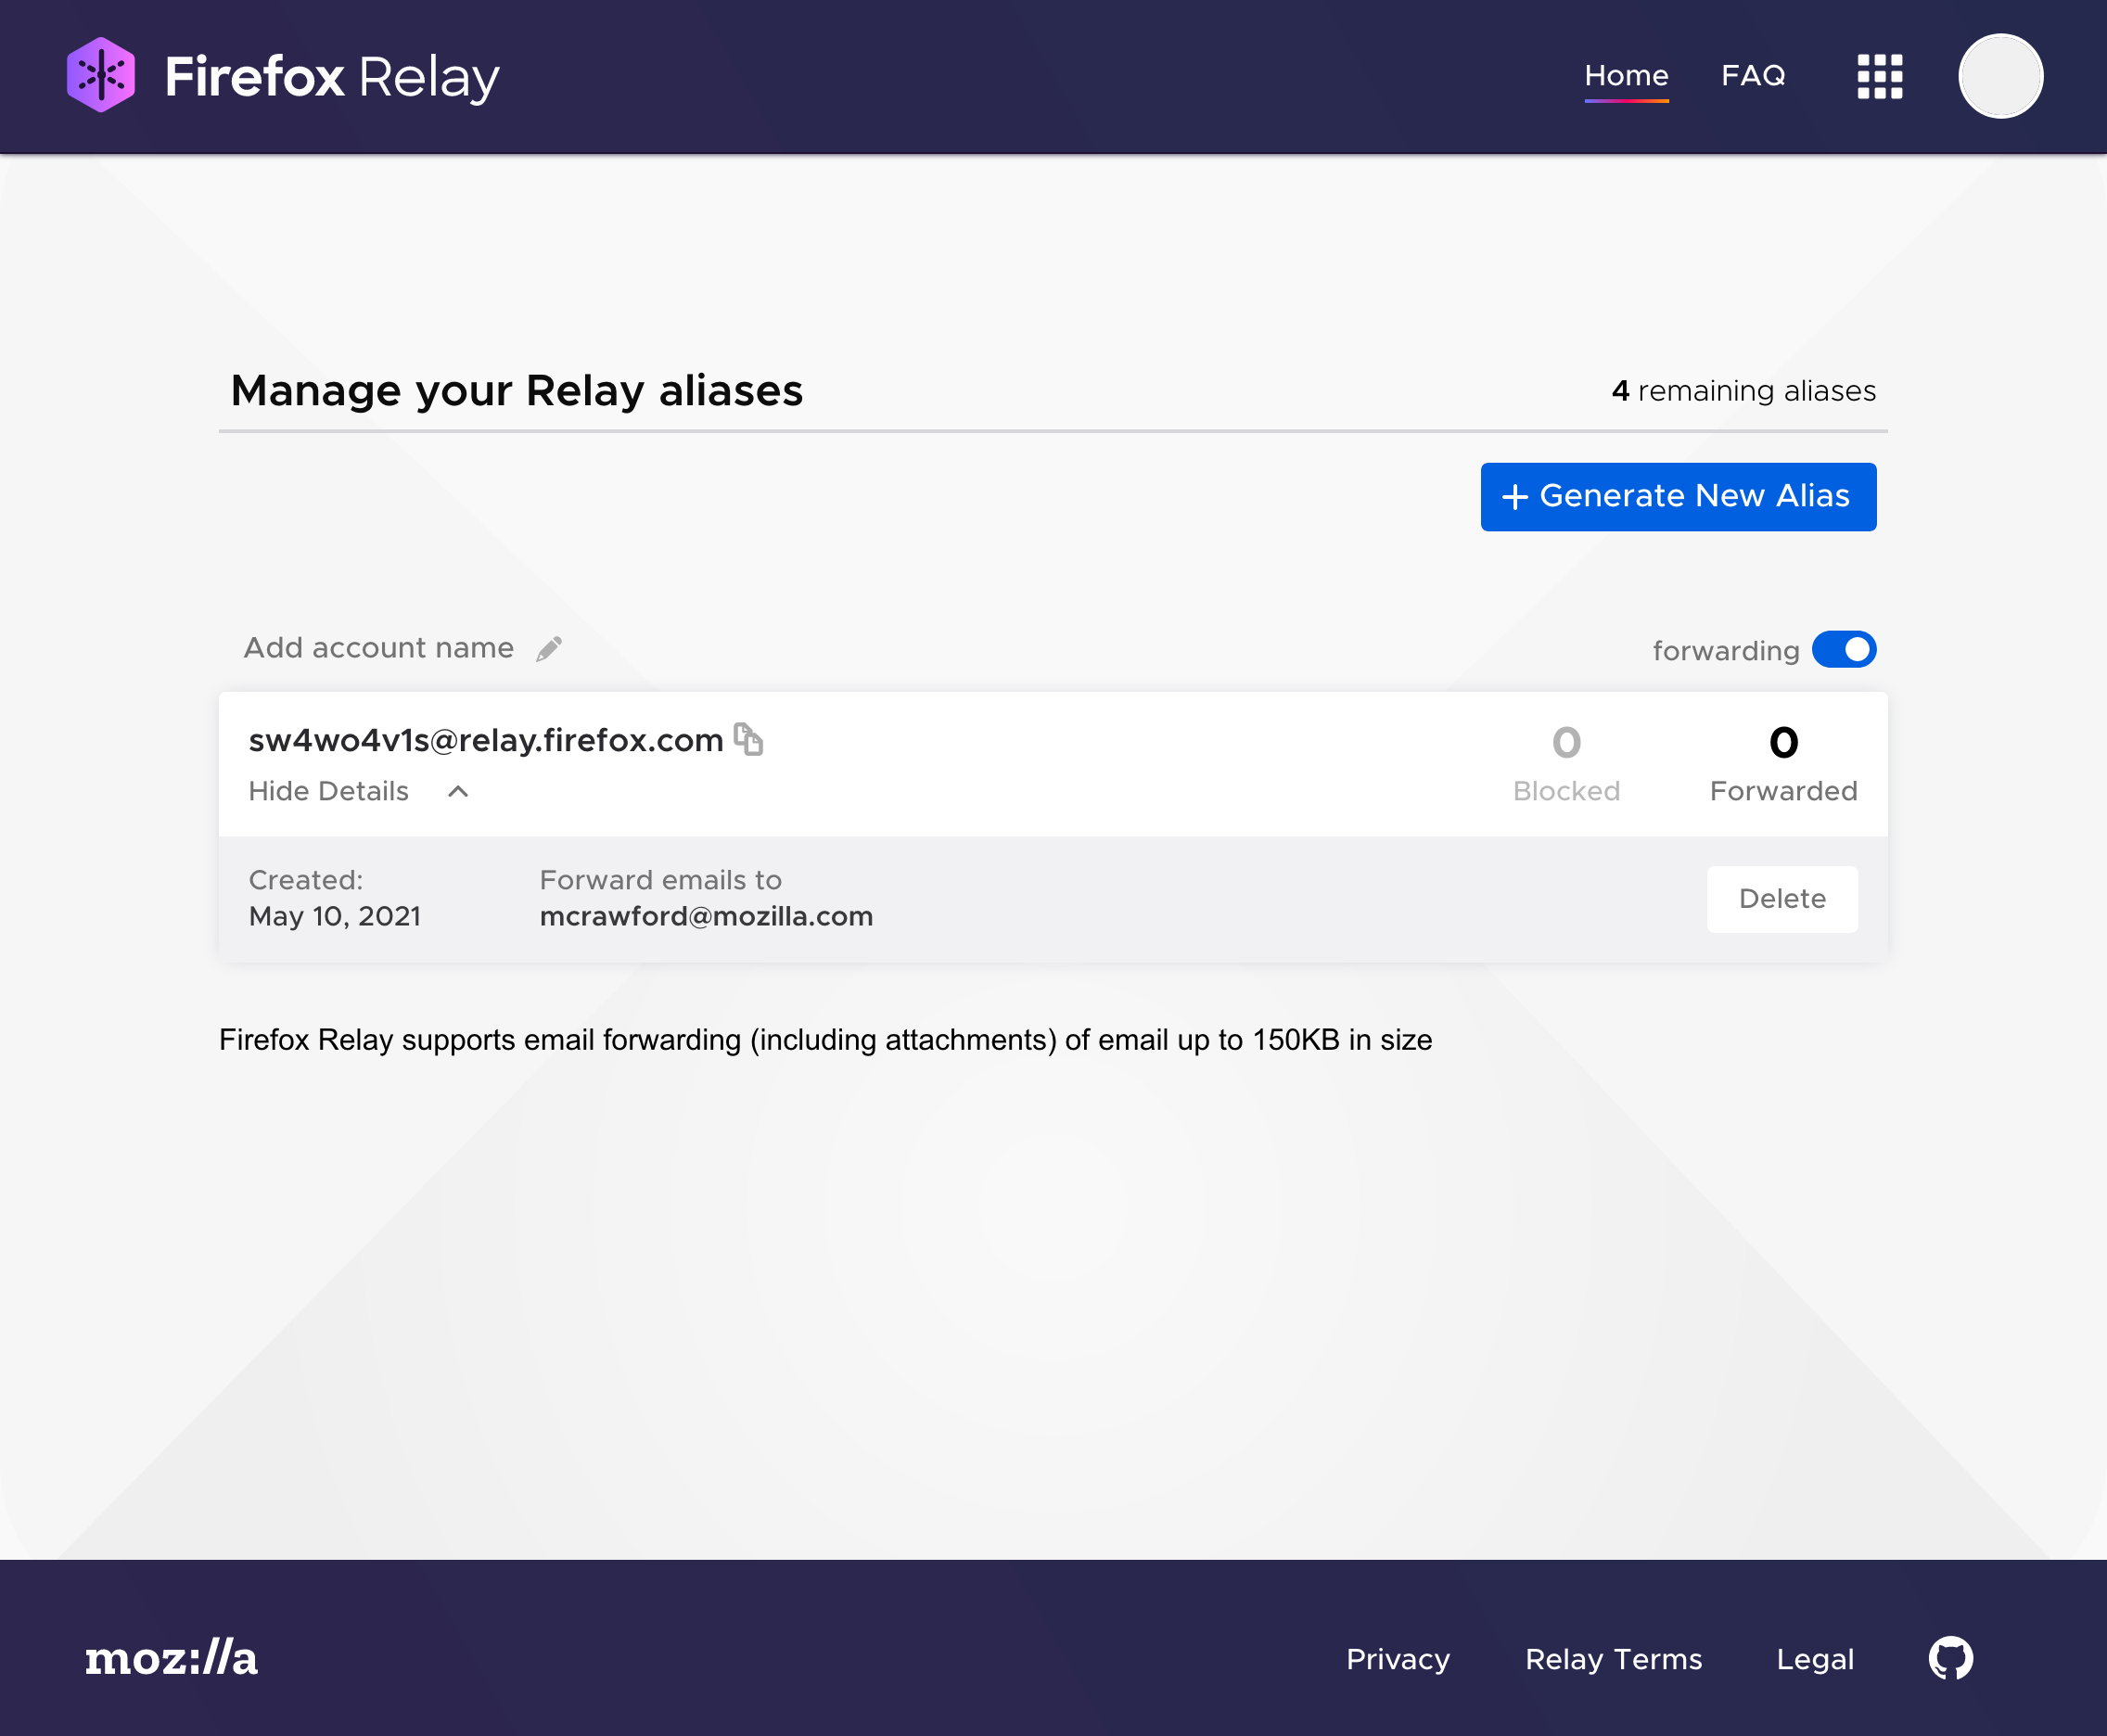 Firefox Relay
Home
FAQ
Manage your Relay aliases
4 remaining aliases
+ Generate New Alias
Add account name
forwarding
sw4wo4v1s@relay.firefox.com
0
Blocked
0
Forwarded
Hide Details
Created:
May 10, 2021
Forward emails to
mcrawford@mozilla.com
Delete
Firefox Relay supports email forwarding (including attachments) of email up to 150KB in size
moz://a
Privacy
Relay Terms
Legal